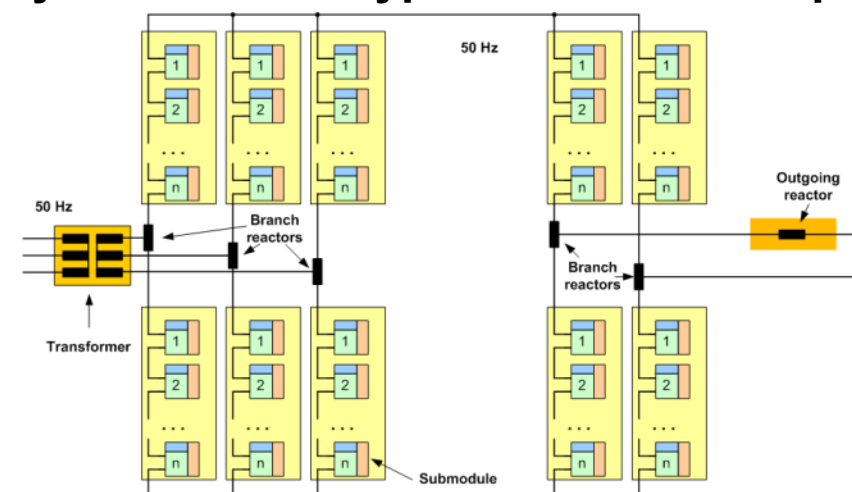 50 Hz
1
1
1
1
1
2
2
2
2
2
...
...
...
...
...
n
n
n
n
n
Outgoing
reactor
50 Hz
Branch
reactors
Branch
reactors
Transformer
1
1
1
1
1
2
2
2
2
2
...
...
...
...
...
n
n
n
n
n
Submodule